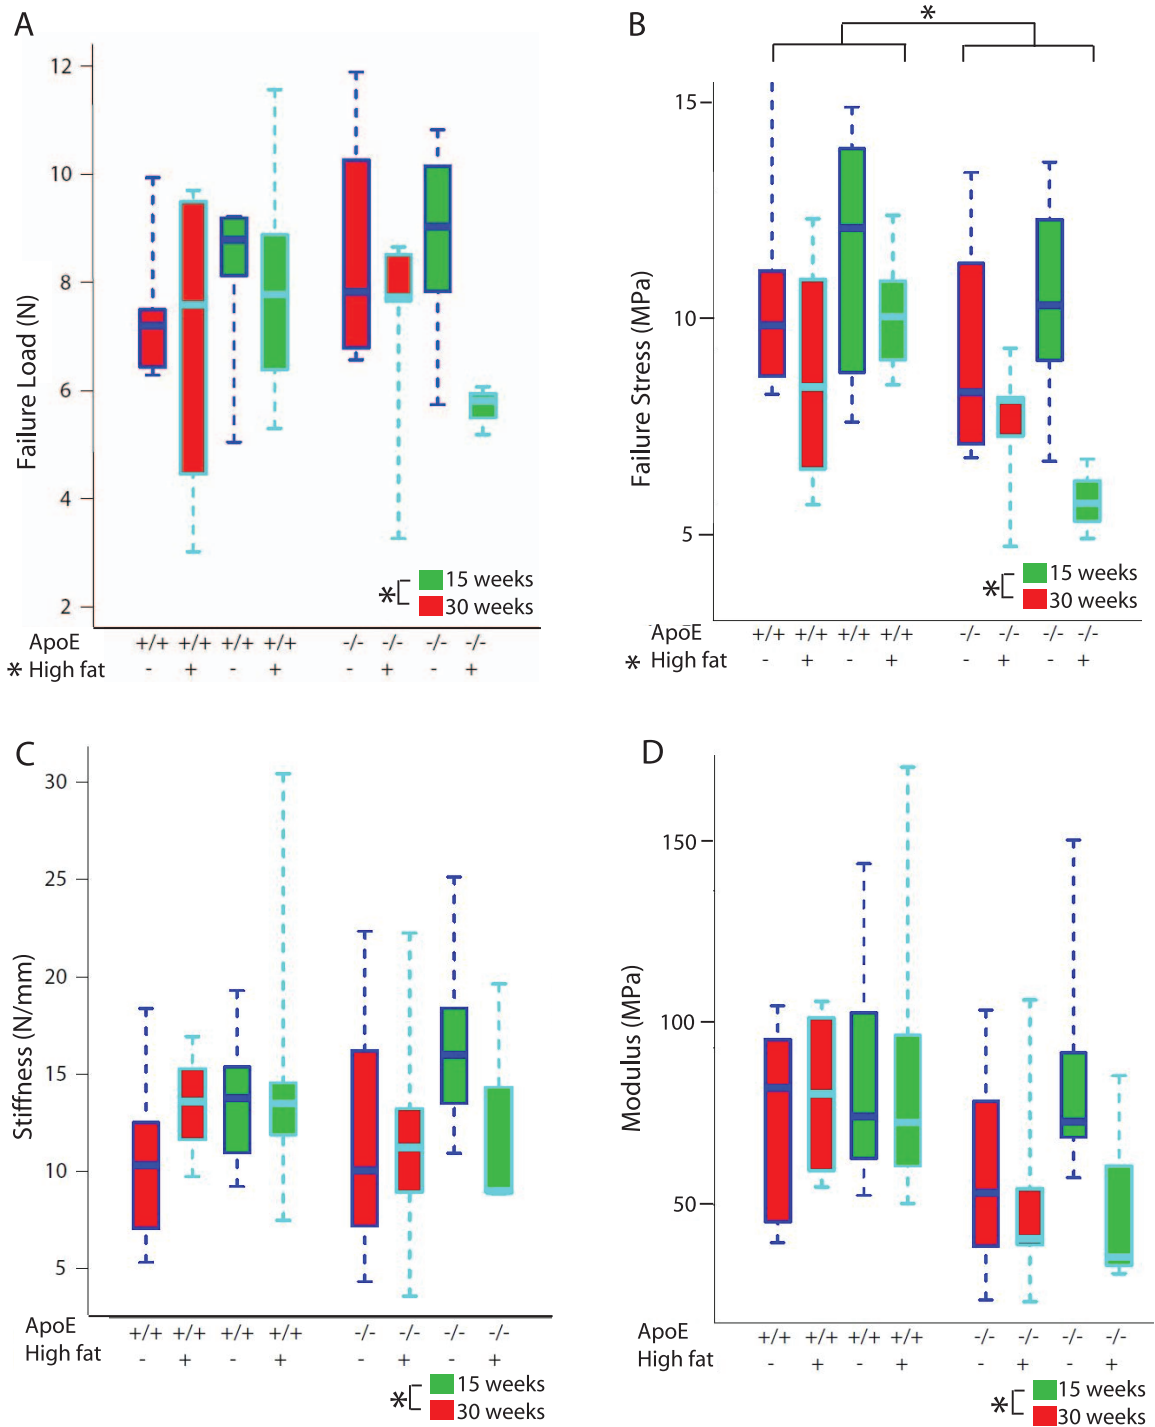 A
12
10
8
6
4
2
Failure Load (N)
* 15 weeks
30 weeks
ApoE +/+ +/+ +/+ +/+ -/- -/- -/- -/-
* High fat - + - + - + - +
B
*
15
10
5
Failure Stress (MPa)
* 15 weeks
30 weeks
ApoE +/+ +/+ +/+ +/+ -/- -/- -/- -/-
* High fat - + - + - + - +
C
30
25
20
15
10
5
Stiffness (N/mm)
ApoE +/+ +/+ +/+ +/+ -/- -/- -/- -/-
High fat - + - + - + - +
* 15 weeks
30 weeks
D
150
100
50
Modulus (MPa)
ApoE +/+ +/+ +/+ +/+ -/- -/- -/- -/-
High fat - + - + - + - +
* 15 weeks
30 weeks